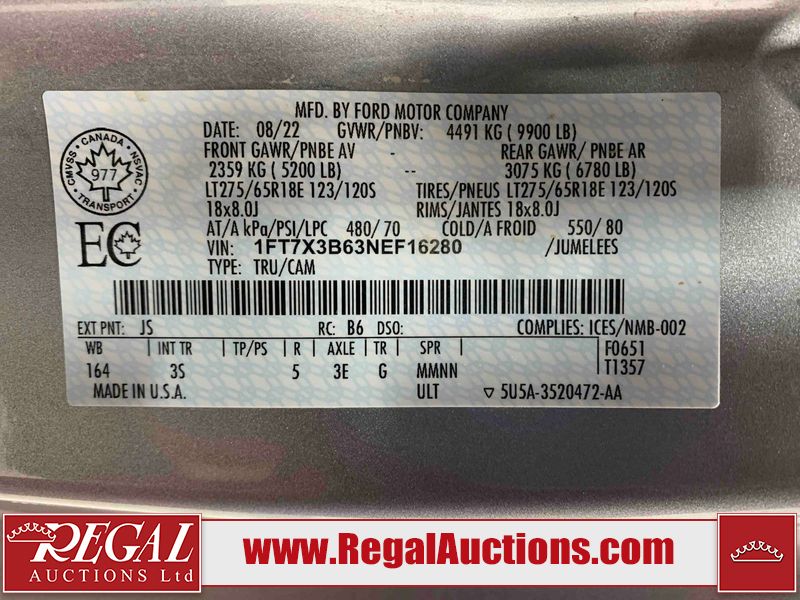 MFD. BY FORD MOTOR COMPANY
DATE: 08/22 GVWR/PNBV: 4491 KG ( 9900 LB)
FRONT GAWR/PNBE AV - REAR GAWR/ PNBE AR
2359 KG ( 5200 LB) -- 3075 KG ( 6780 LB)
LT275/65R18E 123/120S TIRES/PNEUS LT275/65R18E 123/120S
18x8.0J RIMS/JANTES 18x8.0J
AT/A kPa/PSI/LPC 480/ 70 COLD/A FROID 550/ 80
VIN: 1FT7X3B63NEF16280 /JUMELEES
TYPE: TRU/CAM
CANADA
CMVSS
NSVAC
977
TRANSPORT
EC
EXT PNT: JS RC: B6 DSO: COMPLIES: ICES/NMB-002
WB INT TR TP/PS R AXLE TR SPR F0651
164 3S 5 3E G MMNN T1357
MADE IN U.S.A. ULT ▽ 5U5A-3520472-AA
REGAL
AUCTIONS Ltd
www.RegalAuctions.com